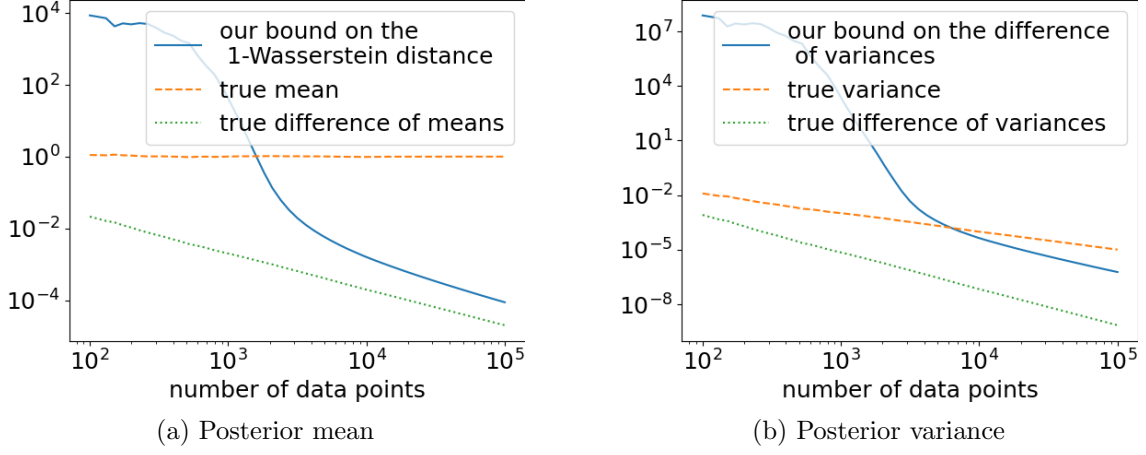 our bound on the
1-Wasserstein distance
true mean
true difference of means
10^4
10^2
10^0
10^-2
10^-4
10^2
10^3
10^4
10^5
number of data points
(a) Posterior mean
our bound on the difference
of variances
true variance
true difference of variances
10^7
10^4
10^1
10^-2
10^-5
10^-8
10^2
10^3
10^4
10^5
number of data points
(b) Posterior variance